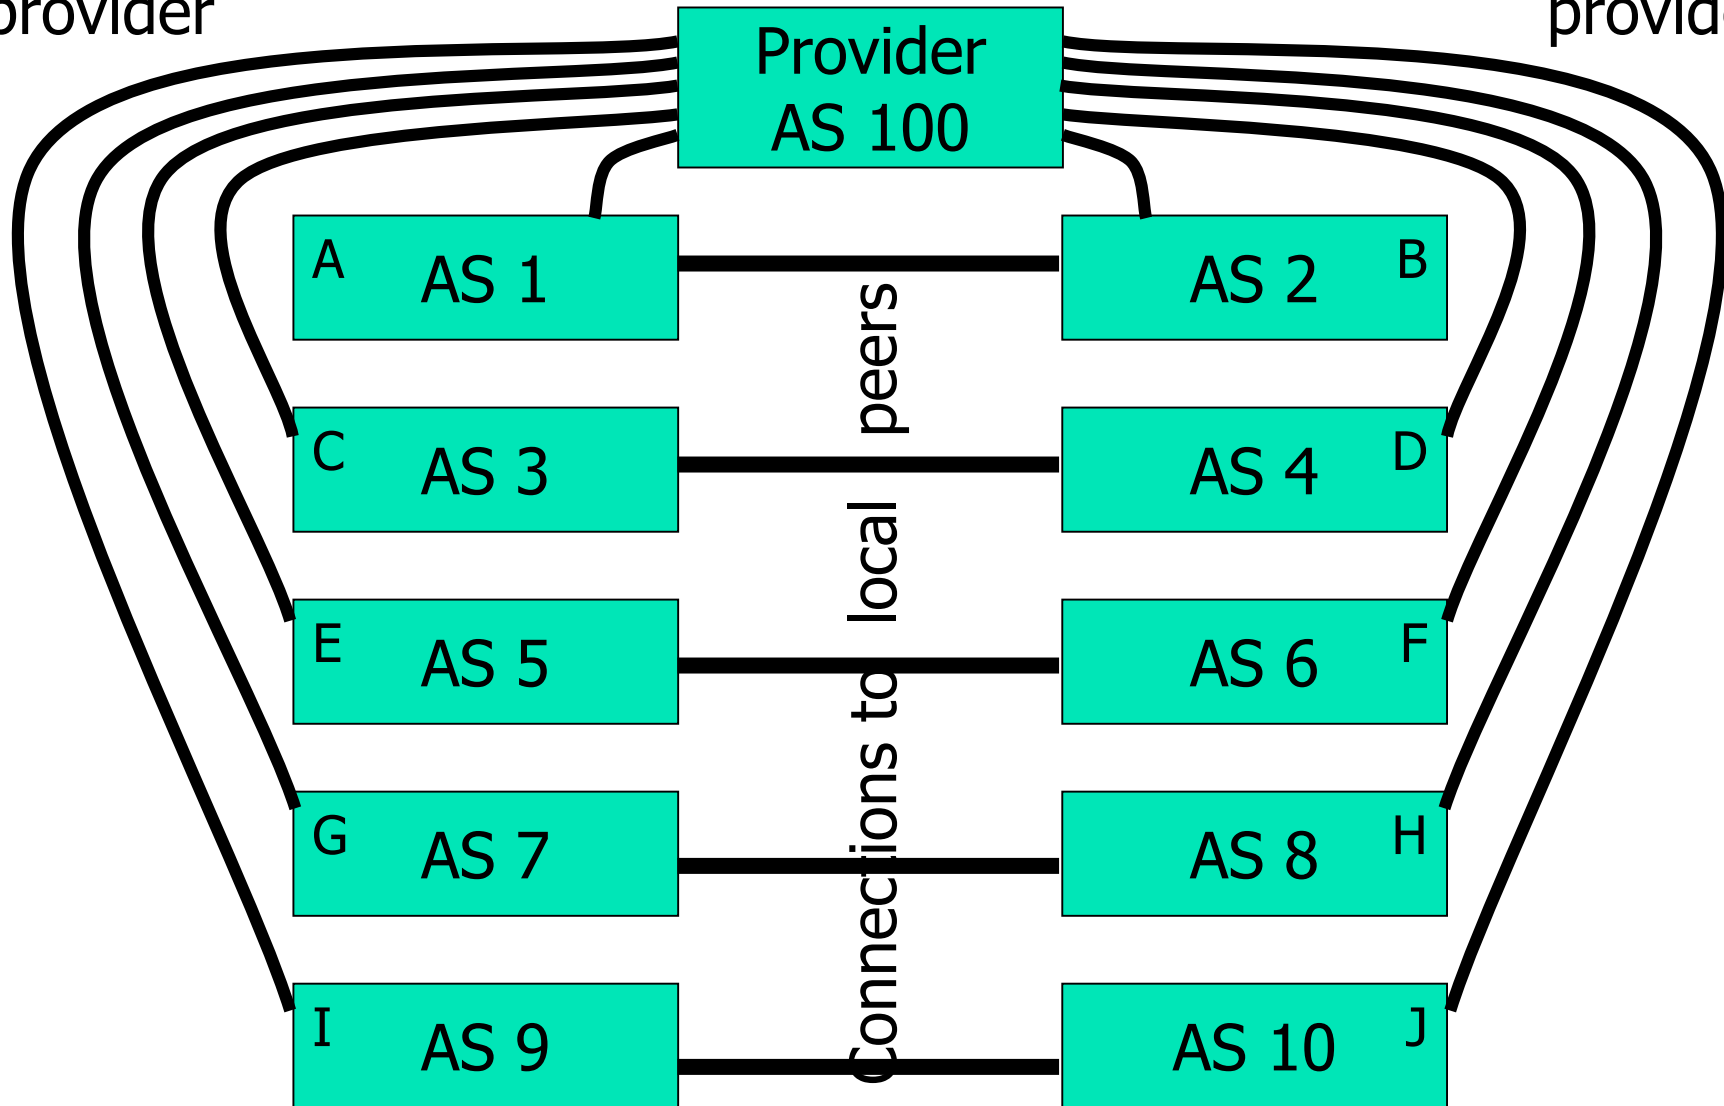 provider
Provider
AS 100
A
AS 1
AS 2
B
C
AS 3
AS 4
D
E
AS 5
AS 6
F
G
AS 7
AS 8
H
I
AS 9
AS 10
J
Connections to local peers